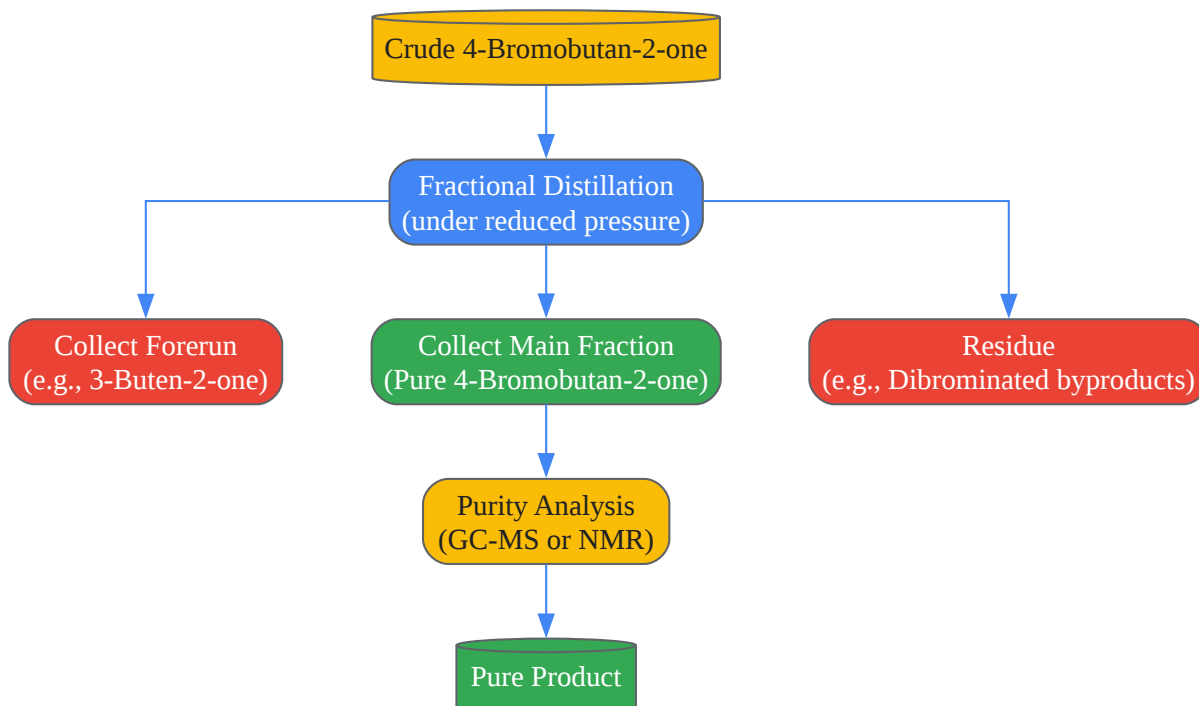 Crude 4-Bromobutan-2-one
Fractional Distillation
(under reduced pressure)
Collect Forerun
(e.g., 3-Buten-2-one)
Collect Main Fraction
(Pure 4-Bromobutan-2-one)
Residue
(e.g., Dibrominated byproducts)
Purity Analysis
(GC-MS or NMR)
Pure Product